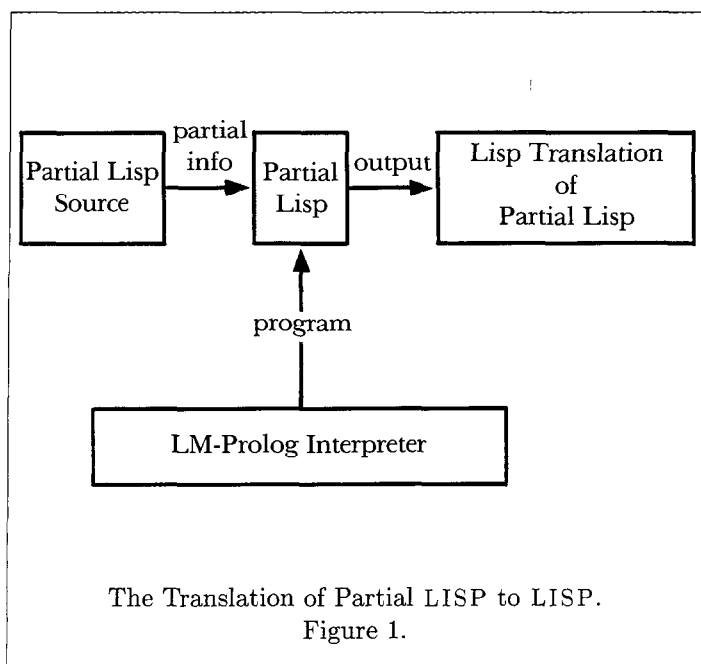 partial
info
output
Partial Lisp
Source
Partial
Lisp
Lisp Translation
of
Partial Lisp
program
LM-Prolog Interpreter
The Translation of Partial LISP to LISP.
Figure 1.